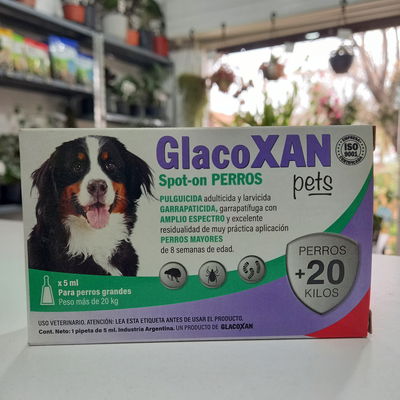 GlacoXAN
pets
Spot-on PERROS
PULGUICIDA adulticida y larvicida
GARRAPATICIDA, garrapatífuga con
AMPLIO ESPECTRO y excelente
residualidad de muy práctica aplicación
PERROS MAYORES
de 8 semanas de edad.
ISO
9001
x 5 ml
Para perros grandes
Peso más de 20 kg
PERROS
+20
KILOS
USO VETERINARIO. ATENCIÓN: LEA ESTA ETIQUETA ANTES DE USAR EL PRODUCTO.
Cont. Neto: 1 pipeta de 5 ml. Industria Argentina. UN PRODUCTO DE GLACOXAN